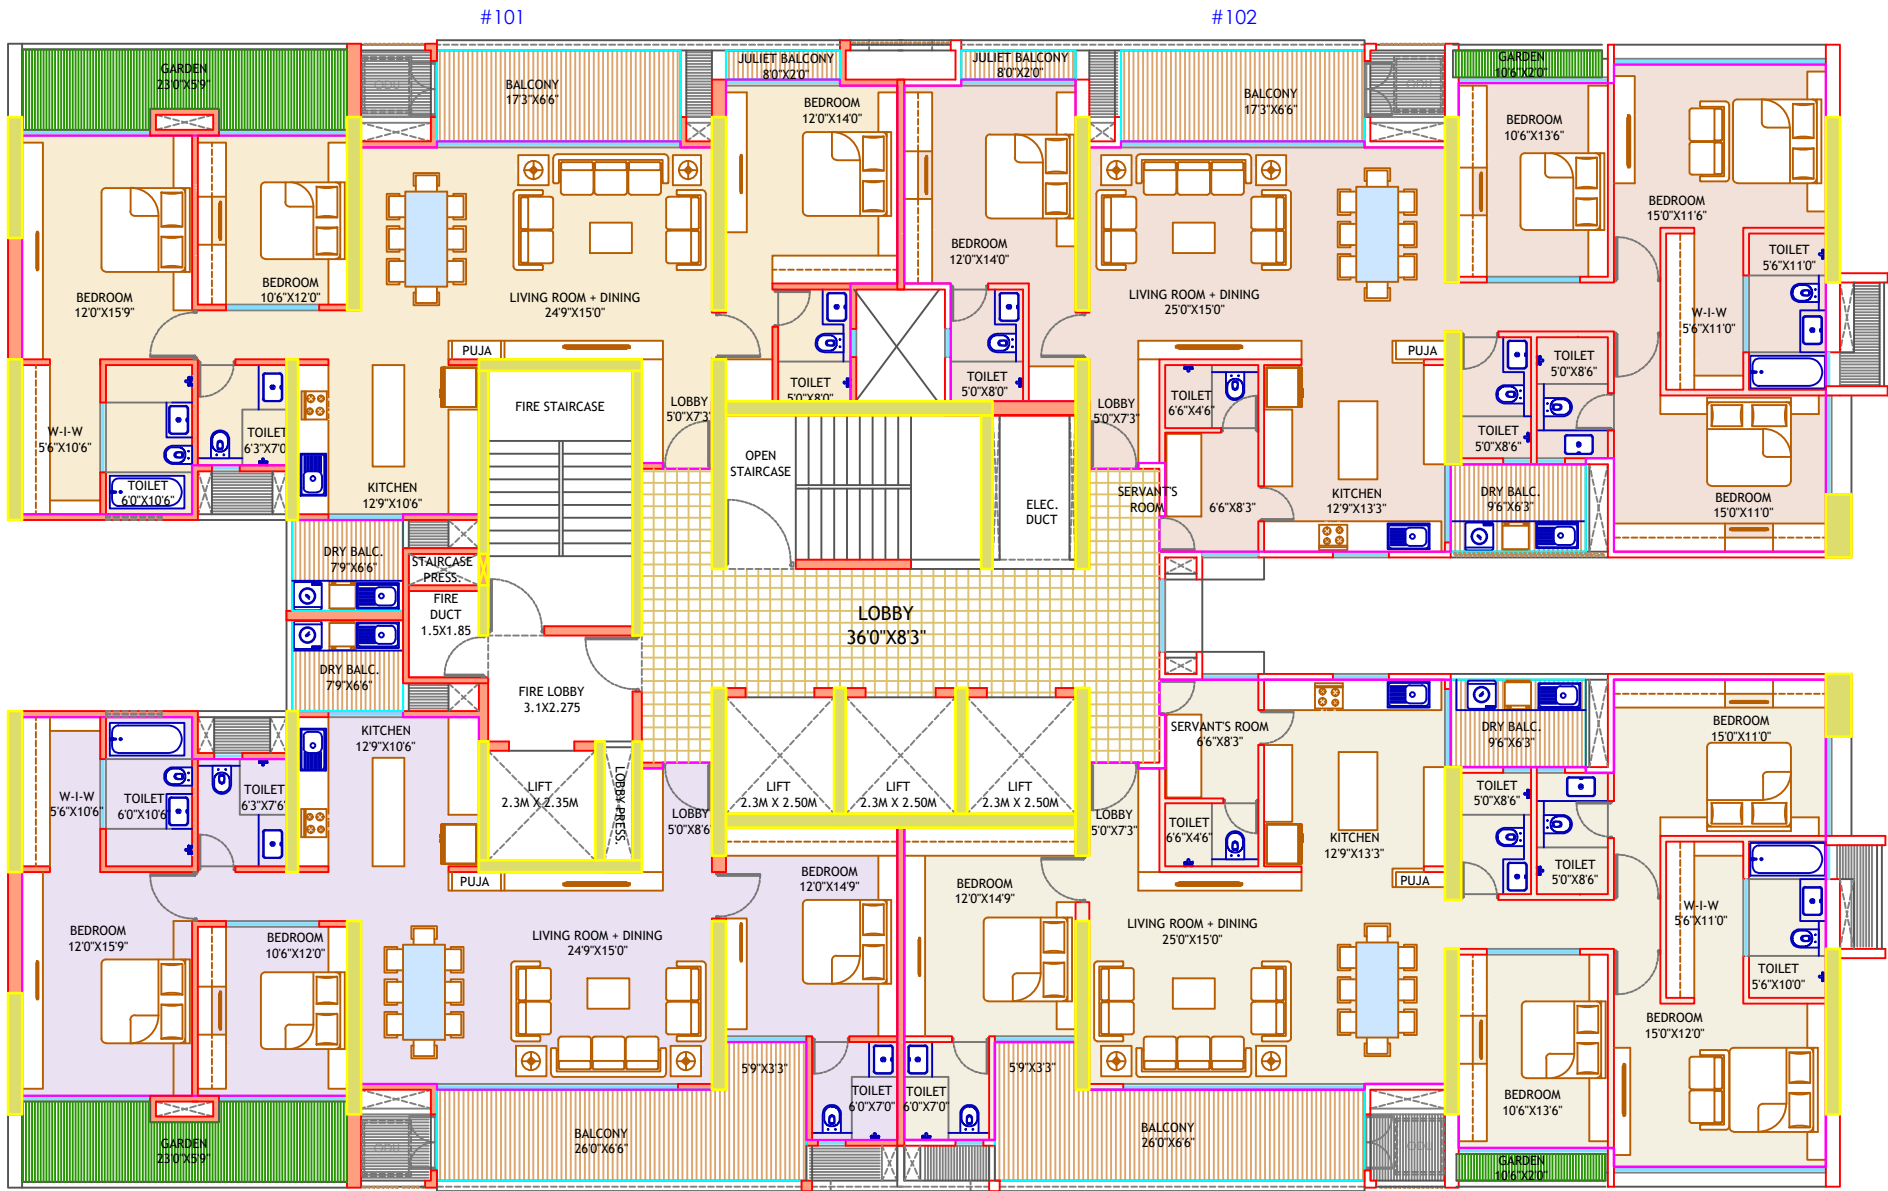 #101
#102
GARDEN
23'0"X5'9"
ODU
BALCONY
17'3"X6'6"
JULIET BALCONY
8'0"X2'0"
JULIET BALCONY
8'0"X2'0"
BALCONY
17'3"X6'6"
ODU
GARDEN
10'6"X2'0"
BEDROOM
12'0"X15'9"
BEDROOM
10'6"X12'0"
LIVING ROOM + DINING
24'9"X15'0"
BEDROOM
12'0"X14'0"
BEDROOM
12'0"X14'0"
LIVING ROOM + DINING
25'0"X15'0"
BEDROOM
10'6"X13'6"
BEDROOM
15'0"X11'6"
TOILET
5'6"X11'0"
W-I-W
5'6"X11'0"
PUJA
PUJA
W-I-W
5'6"X10'6"
TOILET
6'0"X10'6"
TOILET
6'3"X7'0
KITCHEN
12'9"X10'6"
FIRE STAIRCASE
LOBBY
5'0"X7'3"
TOILET
5'0"X8'0"
TOILET
5'0"X8'0"
OPEN
STAIRCASE
ELEC.
DUCT
LOBBY
5'0"X7'3"
TOILET
6'6"X4'6"
SERVANT'S
ROOM
6'6"X8'3"
KITCHEN
12'9"X13'3"
TOILET
5'0"X8'6"
TOILET
5'0"X8'6"
DRY BALC.
9'6"X6'3"
BEDROOM
15'0"X11'0"
DRY BALC.
7'9"X6'6"
STAIRCASE
PRESS.
FIRE
DUCT
1.5X1.85
LOBBY
36'0"X8'3"
DRY BALC.
7'9"X6'6"
FIRE LOBBY
3.1X2.275
KITCHEN
12'9"X10'6"
W-I-W
5'6"X10'6"
TOILET
6'0"X10'6
TOILET
6'3"X7'6"
LIFT
2.3M X 2.35M
LOBBY PRESS.
LOBBY
5'0"X8'6"
LIFT
2.3M X 2.50M
LIFT
2.3M X 2.50M
LIFT
2.3M X 2.50M
LOBBY
5'0"X7'3"
SERVANT'S ROOM
6'6"X8'3"
TOILET
6'6"X4'6"
KITCHEN
12'9"X13'3"
DRY BALC.
9'6"X6'3"
TOILET
5'0"X8'6"
TOILET
5'0"X8'6"
BEDROOM
15'0"X11'0"
PUJA
PUJA
BEDROOM
12'0"X15'9"
BEDROOM
10'6"X12'0"
LIVING ROOM + DINING
24'9"X15'0"
BEDROOM
12'0"X14'9"
BEDROOM
12'0"X14'9"
LIVING ROOM + DINING
25'0"X15'0"
W-I-W
5'6"X11'0"
TOILET
5'6"X10'0"
BEDROOM
15'0"X12'0"
BEDROOM
10'6"X13'6"
5'9"X3'3"
TOILET
6'0"X7'0"
TOILET
6'0"X7'0"
5'9"X3'3"
GARDEN
23'0"X5'9"
ODU
BALCONY
26'0"X6'6"
BALCONY
26'0"X6'6"
ODU
GARDEN
10'6"X2'0"